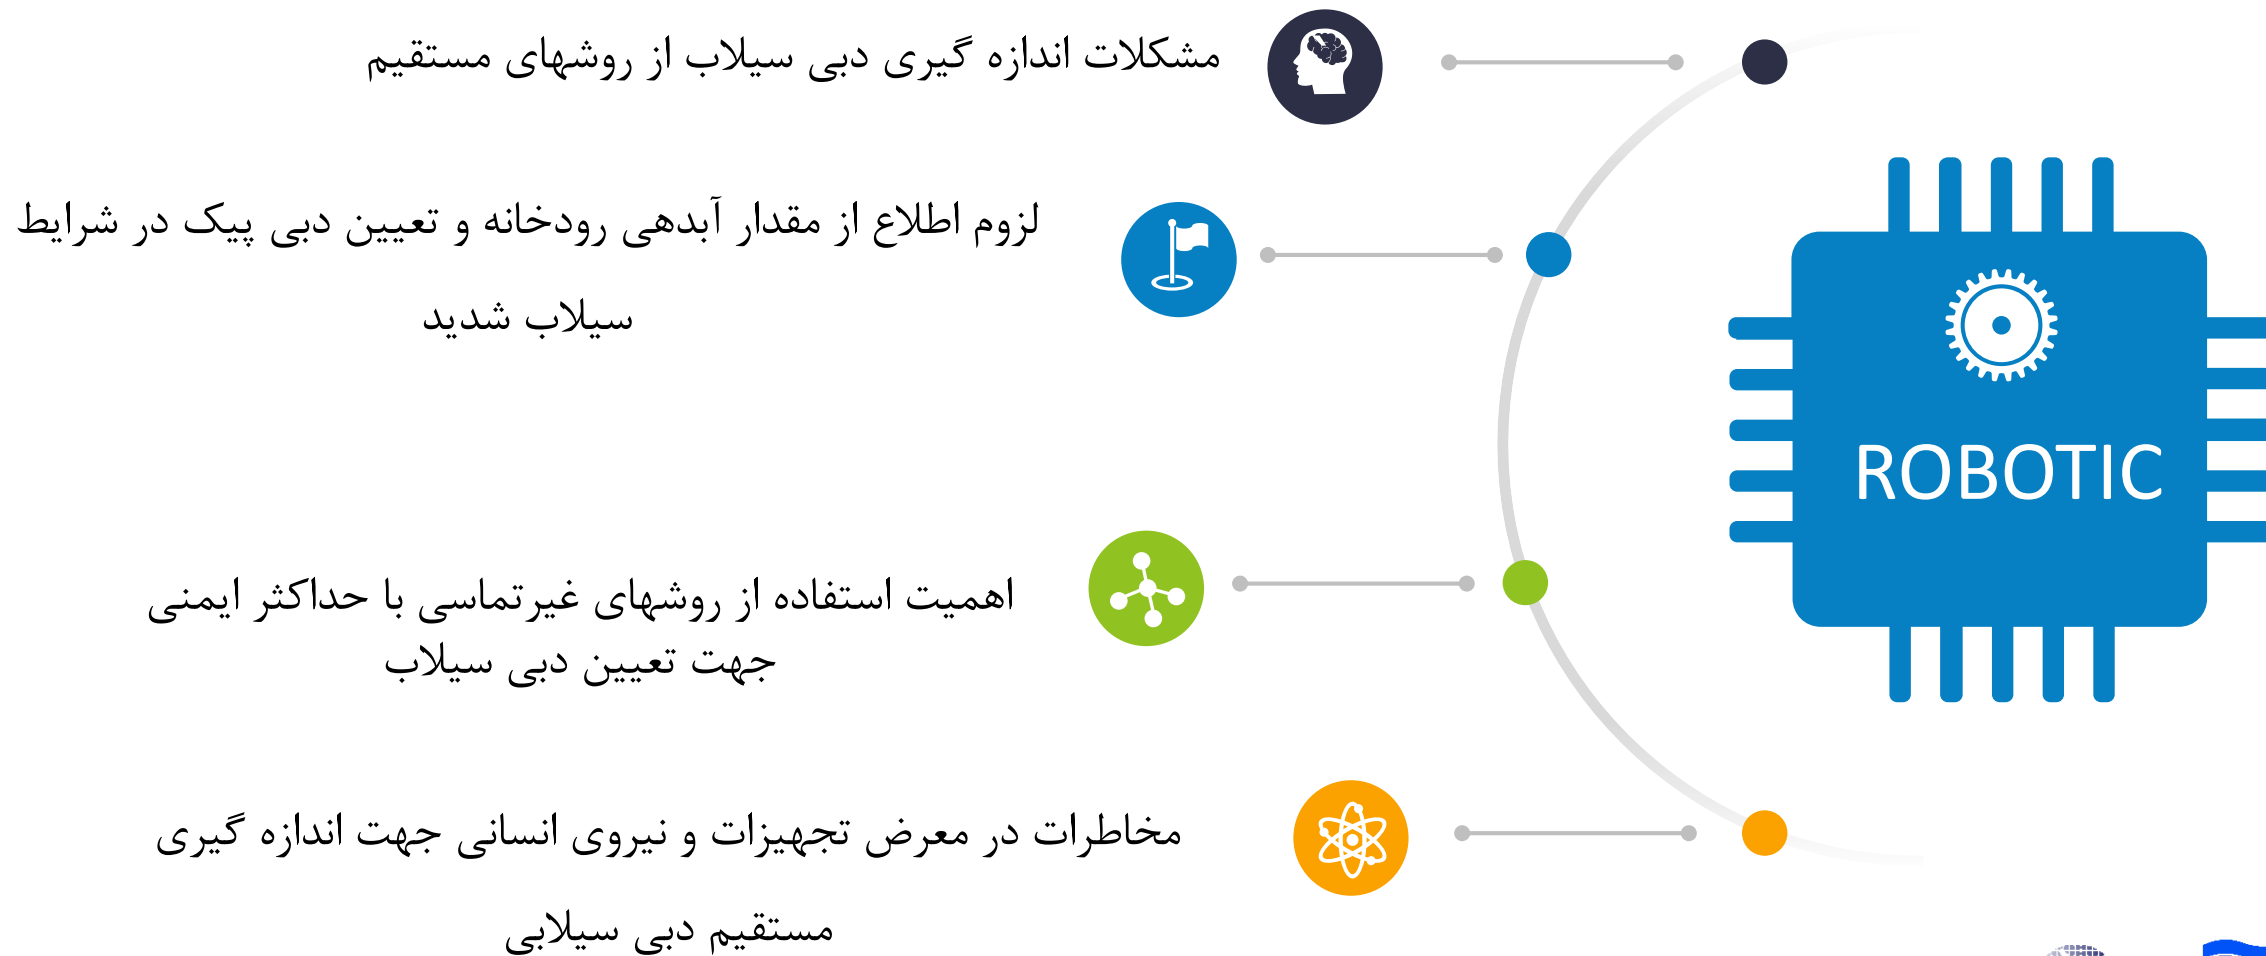 مشکلات اندازه گیری دبی سیلاب از روشهای مستقیم
لزوم اطلاع از مقدار آبدهی رودخانه و تعیین دبی پیک در شرایط
سیلاب شدید
اهمیت استفاده از روشهای غیرتماسی با حداکثر ایمنی
جهت تعیین دبی سیلاب
مخاطرات در معرض تجهیزات و نیروی انسانی جهت اندازه گیری
مستقیم دبی سیلابی
ROBOTIC